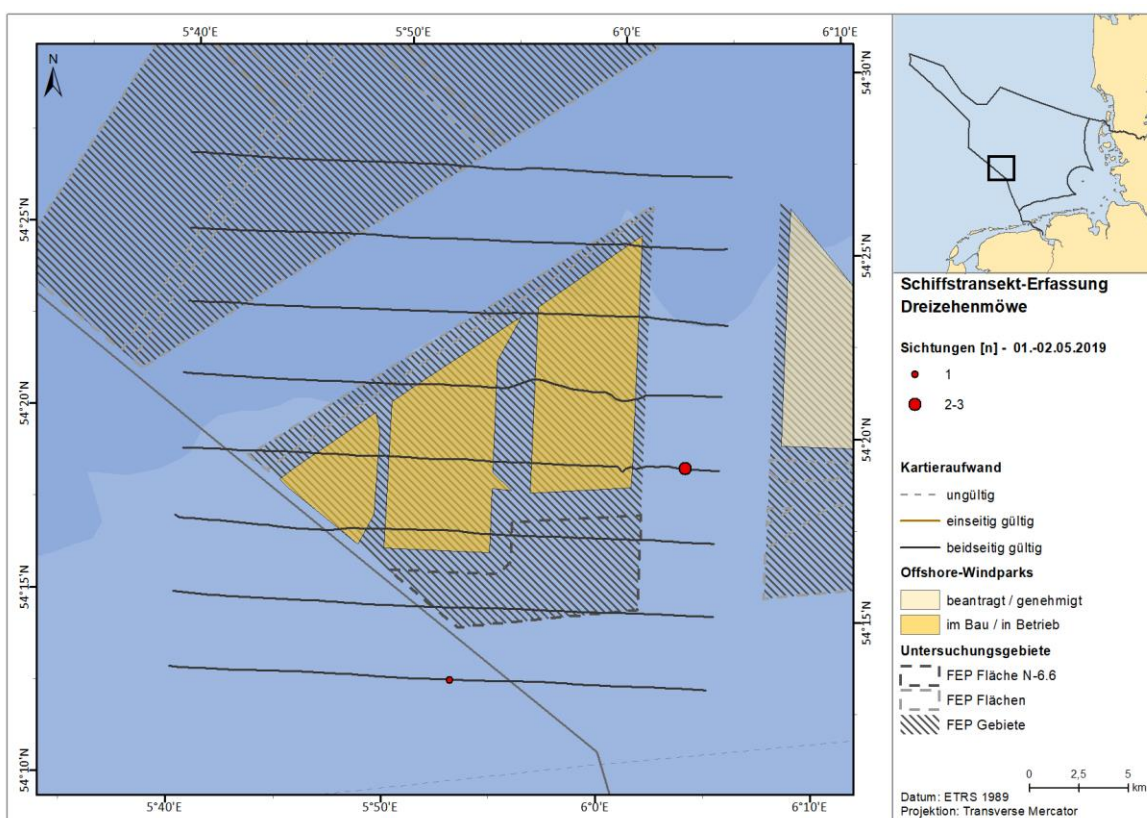 5°40'E 5°50'E 6°0'E 6°10'E
N
54°30'N
54°25'N
54°25'N
54°20'N
54°20'N
54°15'N
54°15'N
54°10'N
5°40'E 5°50'E 6°0'E 6°10'E
Schiffstransekt-Erfassung
Dreizehenmöwe
Sichtungen [n] - 01.-02.05.2019
1
2-3
Kartieraufwand
ungültig
einseitig gültig
beidseitig gültig
Offshore-Windparks
beantragt / genehmigt
im Bau / in Betrieb
Untersuchungsgebiete
FEP Fläche N-6.6
FEP Flächen
FEP Gebiete
0 2,5 5
km
Datum: ETRS 1989
Projektion: Transverse Mercator